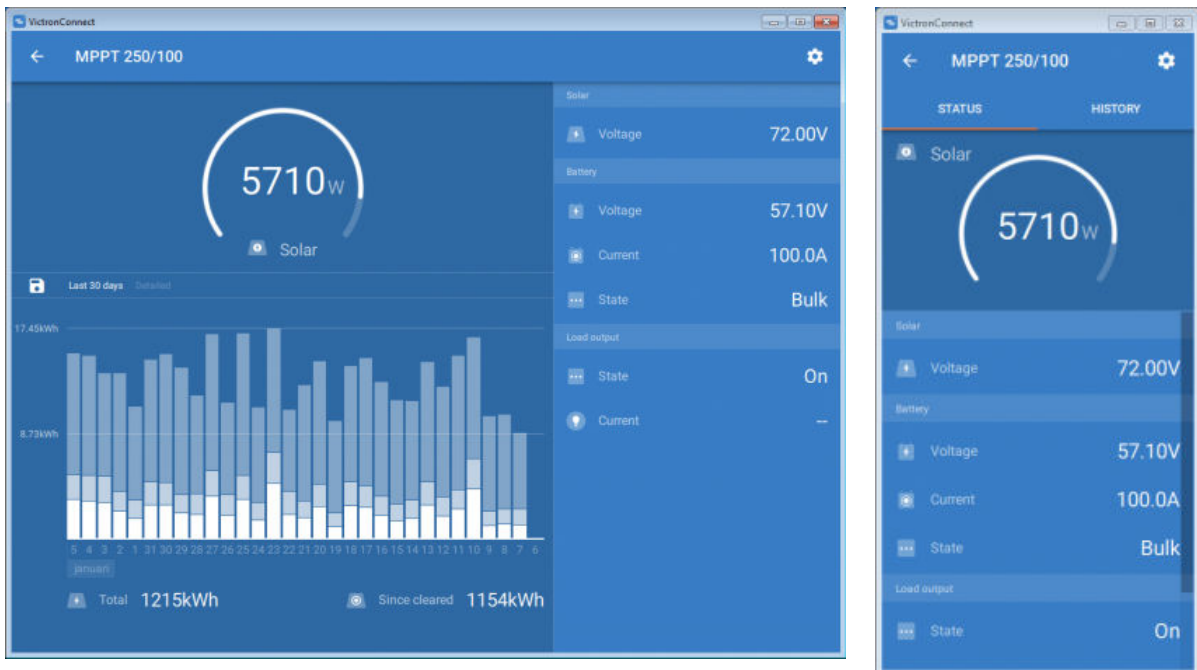 VictronConnect
MPPT 250/100
5710W
Solar
Last 30 days Detailed
17.45kWh
8.73kWh
5 4 3 2 1 31 30 29 28 27 26 25 24 23 22 21 20 19 18 17 16 15 14 13 12 11 10 9 8 7 6
januari
Total 1215kWh
Since cleared 1154kWh
Solar
Voltage 72.00V
Battery
Voltage 57.10V
Current 100.0A
State Bulk
Load output
State On
Current --
VictronConnect
MPPT 250/100
STATUS HISTORY
Solar
5710W
Solar
Voltage 72.00V
Battery
Voltage 57.10V
Current 100.0A
State Bulk
Load output
State On